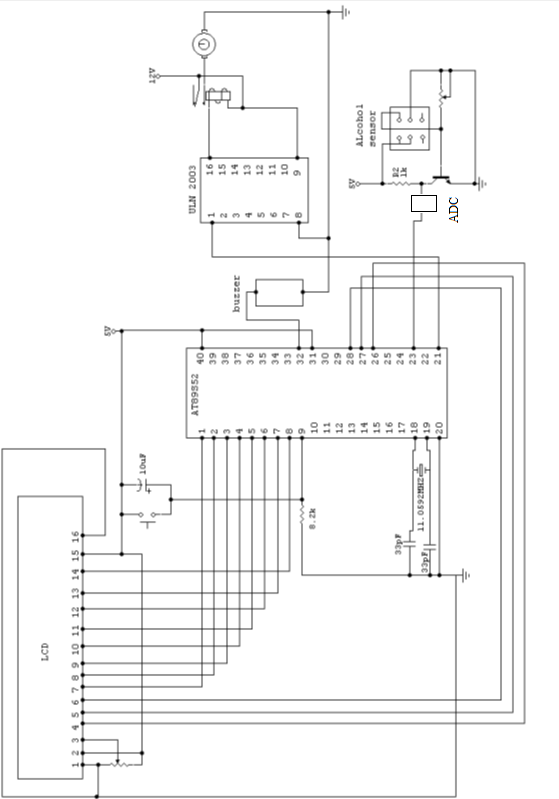 12V
ULN 2003
16 15 14 13 12 11 10 9
1 2 3 4 5 6 7 8
ALcohol
sensor
5V
R2
1k
ADC
buzzer
5V
40 39 38 37 36 35 34 33 32 31 30 29 28 27 26 25 24 23 22 21
AT89S52
1 2 3 4 5 6 7 8 9 10 11 12 13 14 15 16 17 18 19 20
10uF
8.2k
11.0592MHz
33pF
33pF
LCD
1 2 3 4 5 6 7 8 9 10 11 12 13 14 15 16